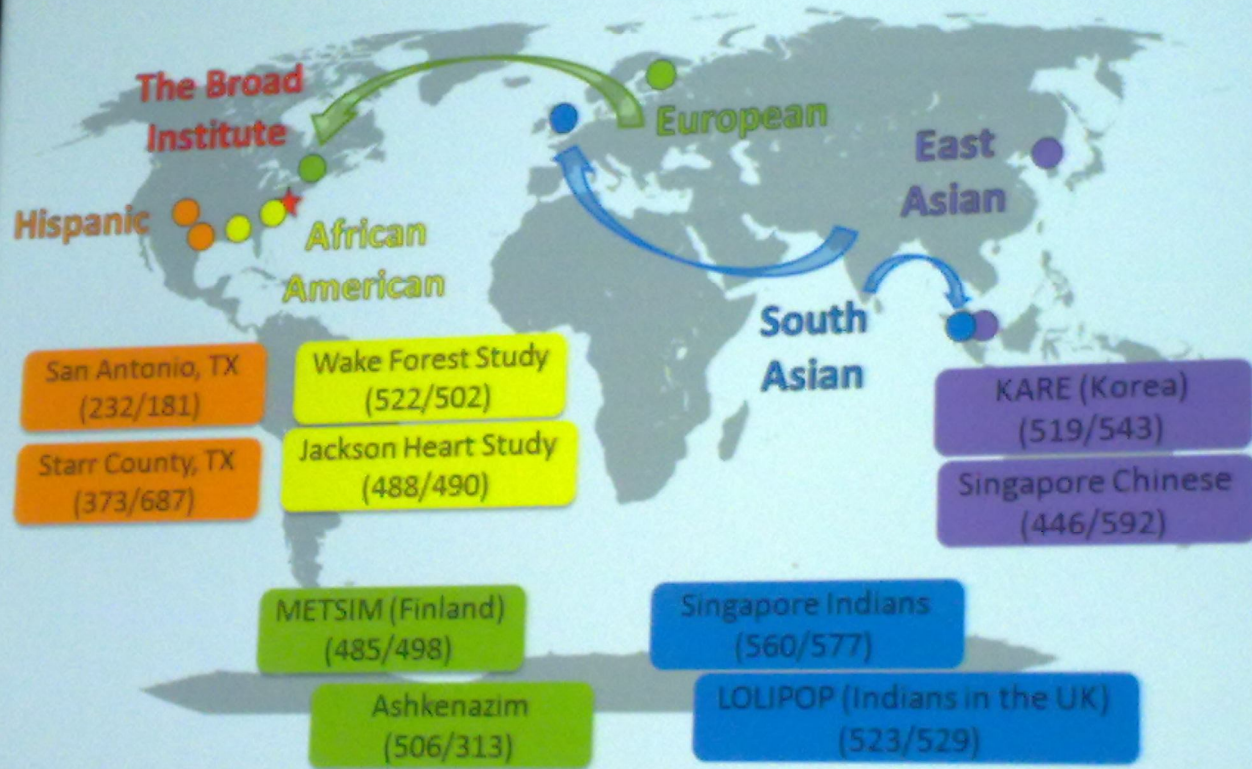 The Broad
Institute
European
East
Asian
Hispanic
African
American
South
Asian
San Antonio, TX
(232/181)
Wake Forest Study
(522/502)
KARE (Korea)
(519/543)
Starr County, TX
(373/687)
Jackson Heart Study
(488/490)
Singapore Chinese
(446/592)
METSIM (Finland)
(485/498)
Singapore Indians
(560/577)
Ashkenazim
(506/313)
LOLIPOP (Indians in the UK)
(523/529)